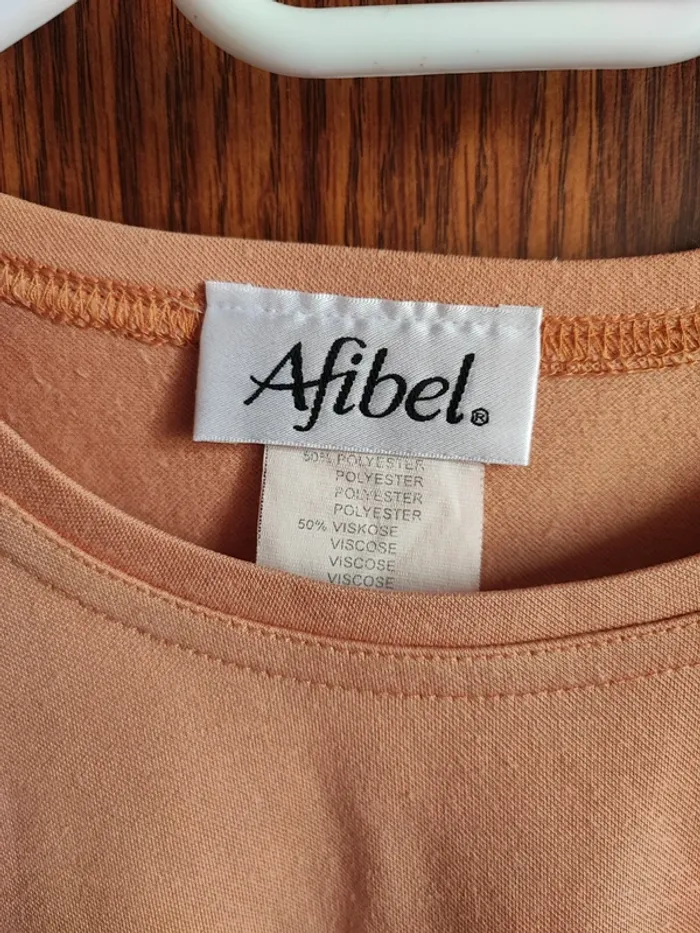 Afibel®
50% POLYESTER
POLYESTER
POLYESTER
POLYESTER
50% VISKOSE
VISCOSE
VISCOSE
VISCOSE